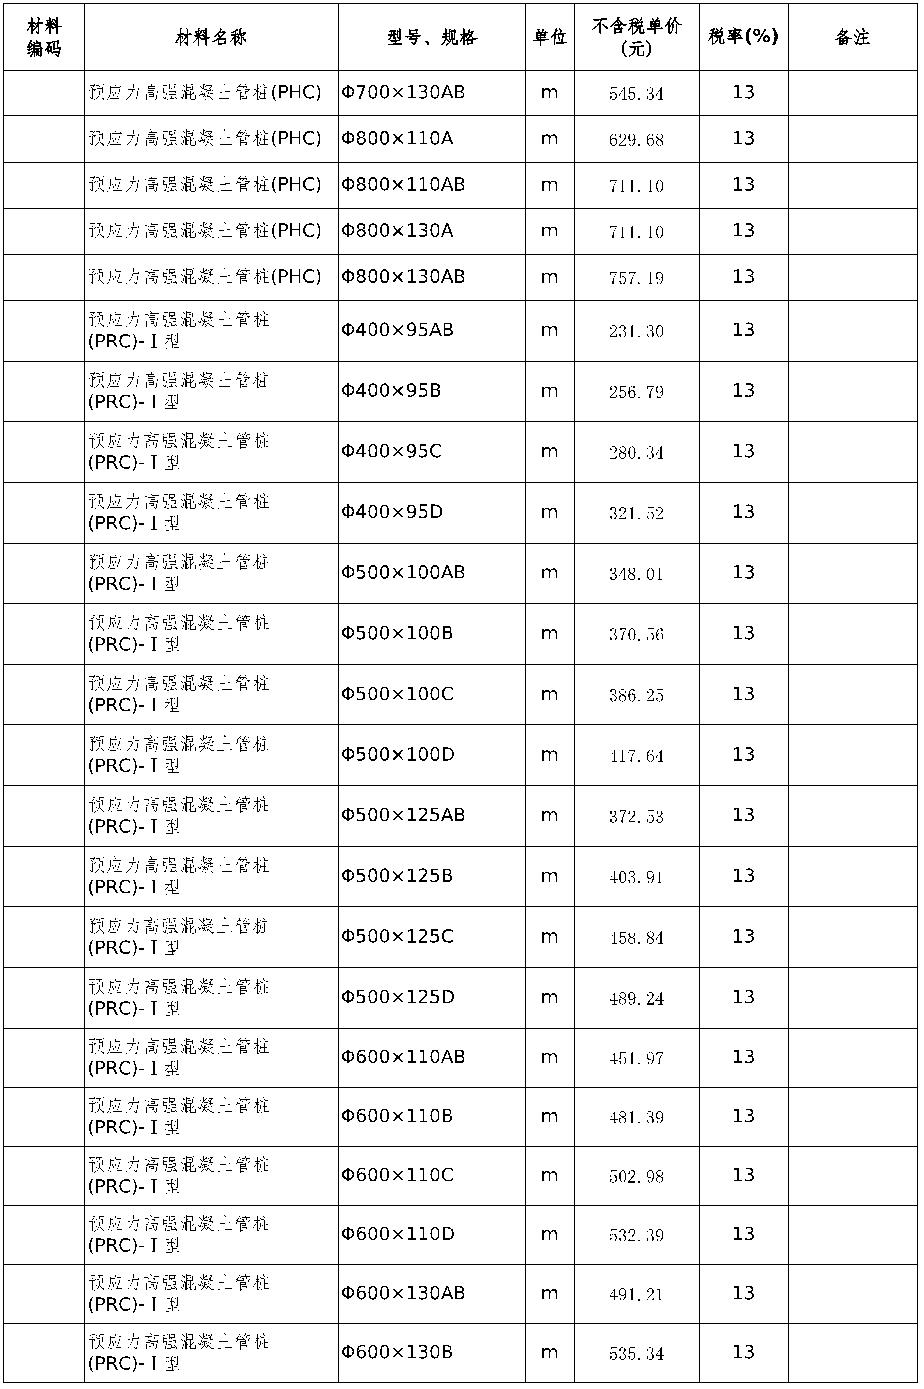 材料编码 材料名称 型号、规格 单位 不含税单价(元) 税率(%) 备注
预应力高强混凝土管桩(PHC) Φ700×130AB m 545.34 13
预应力高强混凝土管桩(PHC) Φ800×110A m 629.68 13
预应力高强混凝土管桩(PHC) Φ800×110AB m 711.10 13
预应力高强混凝土管桩(PHC) Φ800×130A m 711.10 13
预应力高强混凝土管桩(PHC) Φ800×130AB m 757.19 13
预应力高强混凝土管桩
(PRC)-Ⅰ型 Φ400×95AB m 231.30 13
预应力高强混凝土管桩
(PRC)-Ⅰ型 Φ400×95B m 256.79 13
预应力高强混凝土管桩
(PRC)-Ⅰ型 Φ400×95C m 280.34 13
预应力高强混凝土管桩
(PRC)-Ⅰ型 Φ400×95D m 321.52 13
预应力高强混凝土管桩
(PRC)-Ⅰ型 Φ500×100AB m 348.01 13
预应力高强混凝土管桩
(PRC)-Ⅰ型 Φ500×100B m 370.56 13
预应力高强混凝土管桩
(PRC)-Ⅰ型 Φ500×100C m 386.25 13
预应力高强混凝土管桩
(PRC)-Ⅰ型 Φ500×100D m 417.64 13
预应力高强混凝土管桩
(PRC)-Ⅰ型 Φ500×125AB m 372.53 13
预应力高强混凝土管桩
(PRC)-Ⅰ型 Φ500×125B m 403.91 13
预应力高强混凝土管桩
(PRC)-Ⅰ型 Φ500×125C m 458.84 13
预应力高强混凝土管桩
(PRC)-Ⅰ型 Φ500×125D m 489.24 13
预应力高强混凝土管桩
(PRC)-Ⅰ型 Φ600×110AB m 451.97 13
预应力高强混凝土管桩
(PRC)-Ⅰ型 Φ600×110B m 481.39 13
预应力高强混凝土管桩
(PRC)-Ⅰ型 Φ600×110C m 502.98 13
预应力高强混凝土管桩
(PRC)-Ⅰ型 Φ600×110D m 532.39 13
预应力高强混凝土管桩
(PRC)-Ⅰ型 Φ600×130AB m 491.21 13
预应力高强混凝土管桩
(PRC)-Ⅰ型 Φ600×130B m 535.34 13